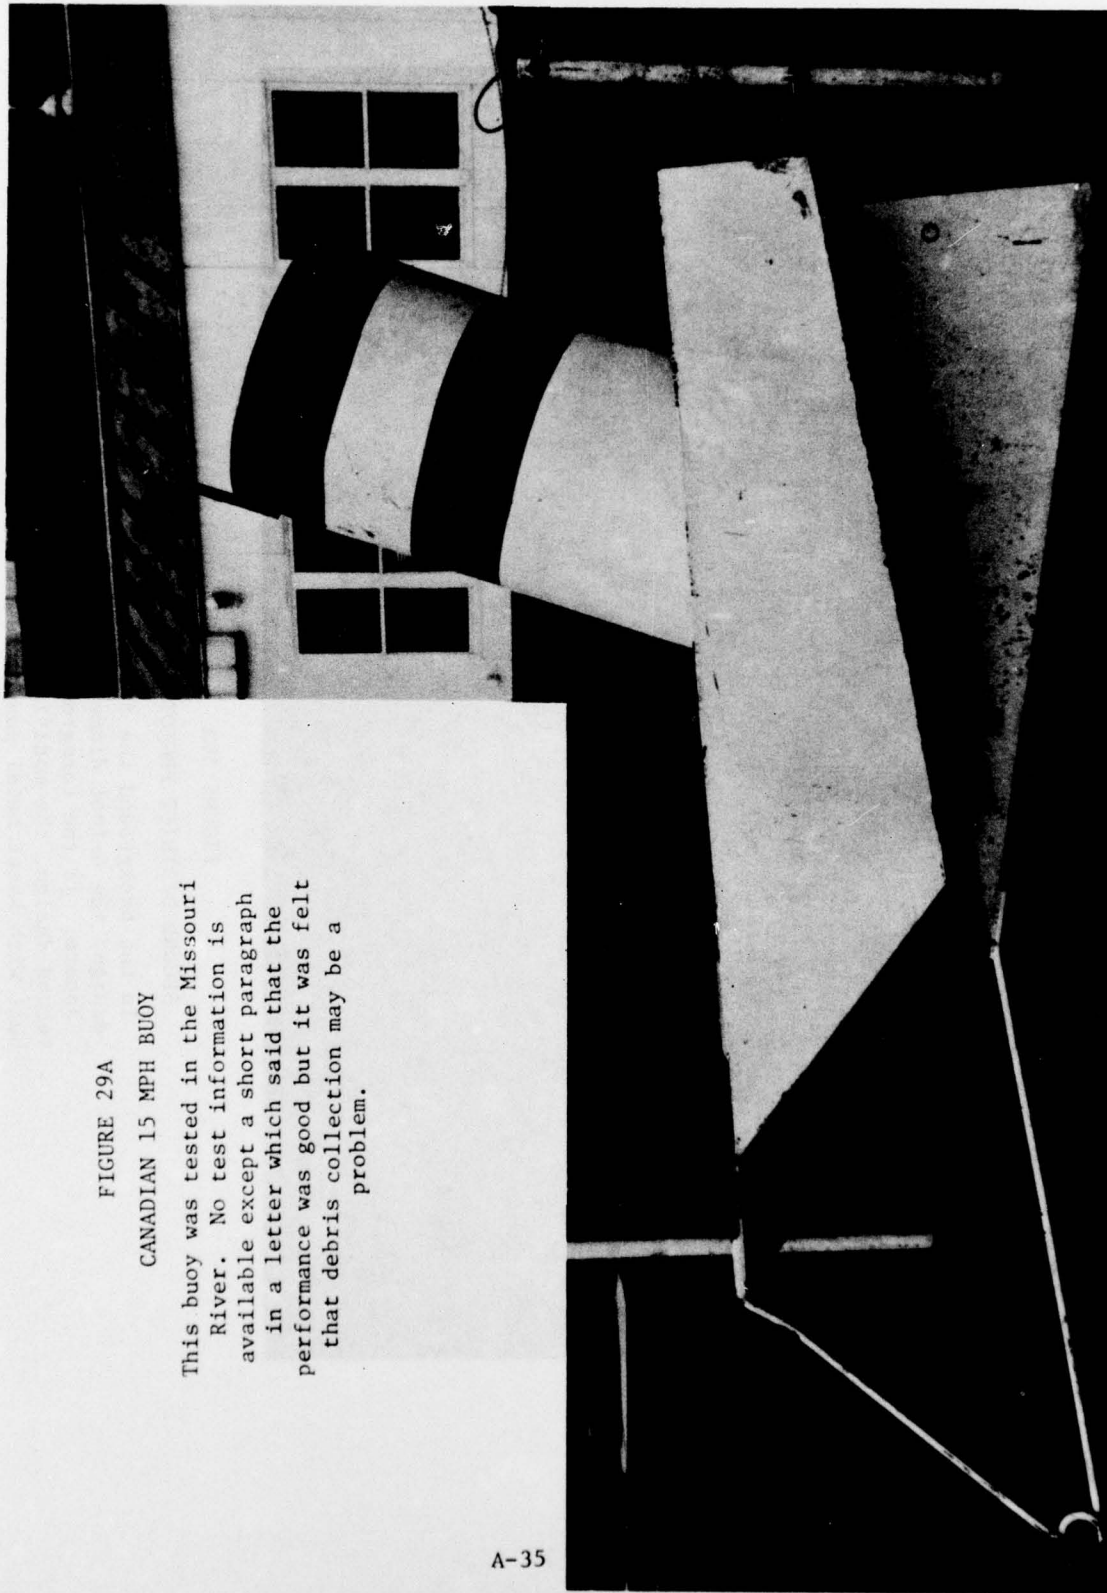 FIGURE 29A
CANADIAN 15 MPH BUOY
This buoy was tested in the Missouri
River. No test information is
available except a short paragraph
in a letter which said that the
performance was good but it was felt
that debris collection may be a
problem.
A-35